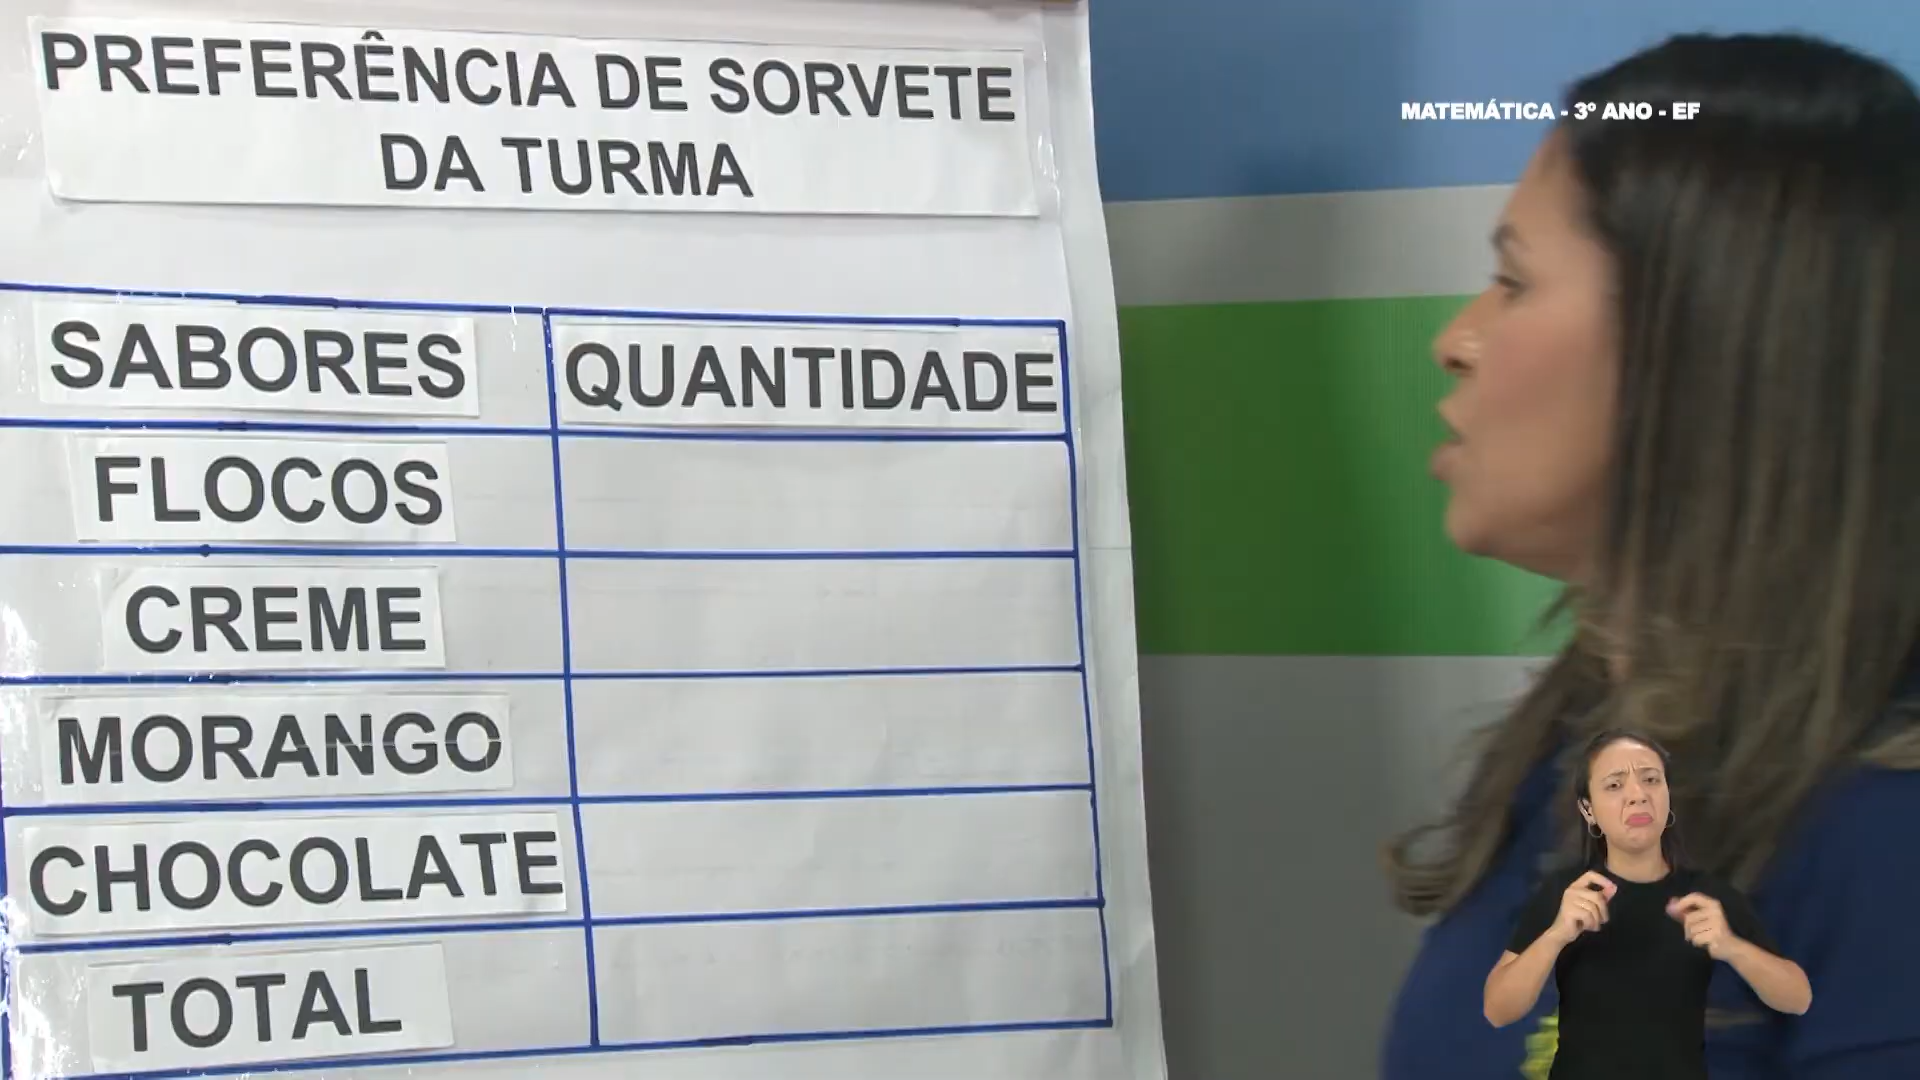 PREFERÊNCIA DE SORVETE
DA TURMA
MATEMÁTICA - 3º ANO - EF
SABORES QUANTIDADE
FLOCOS
CREME
MORANGO
CHOCOLATE
TOTAL